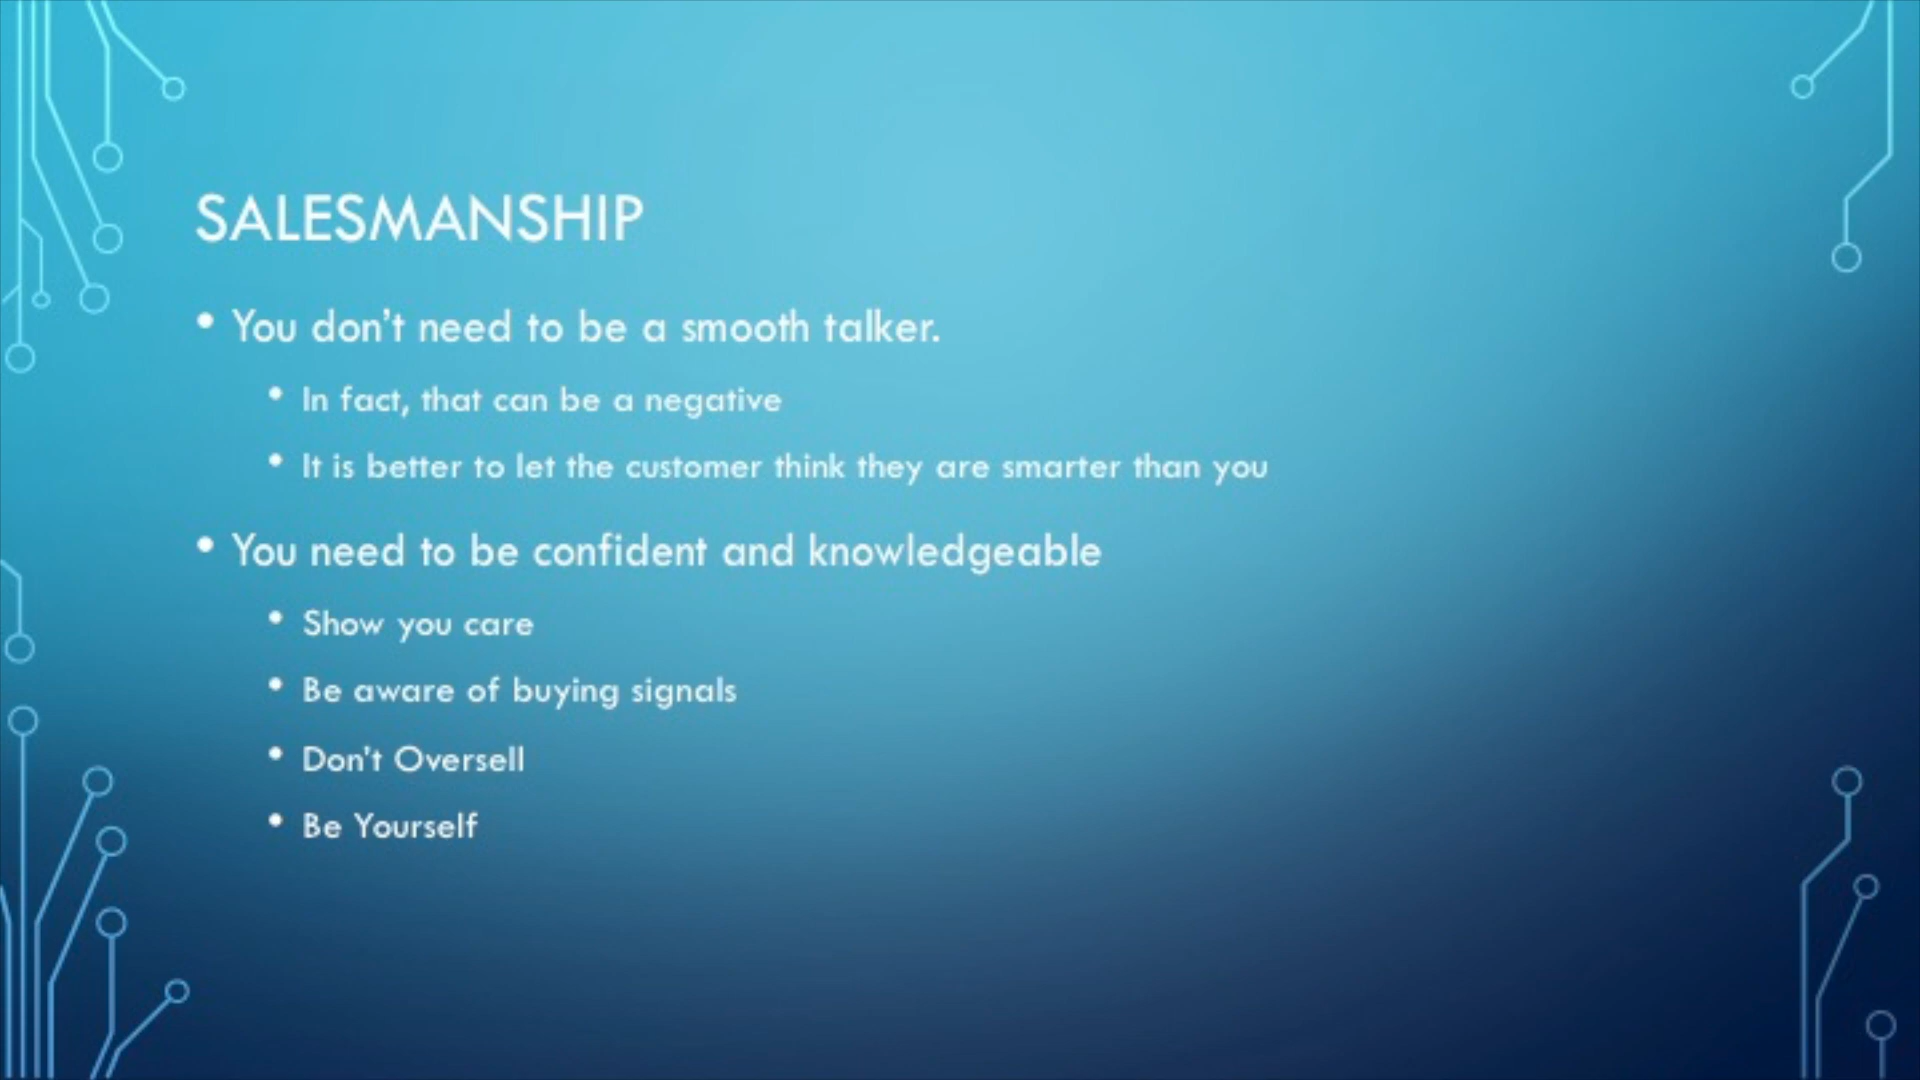 SALESMANSHIP
• You don't need to be a smooth talker.
• In fact, that can be a negative
• It is better to let the customer think they are smarter than you
• You need to be confident and knowledgeable
• Show you care
• Be aware of buying signals
• Don't Oversell
• Be Yourself